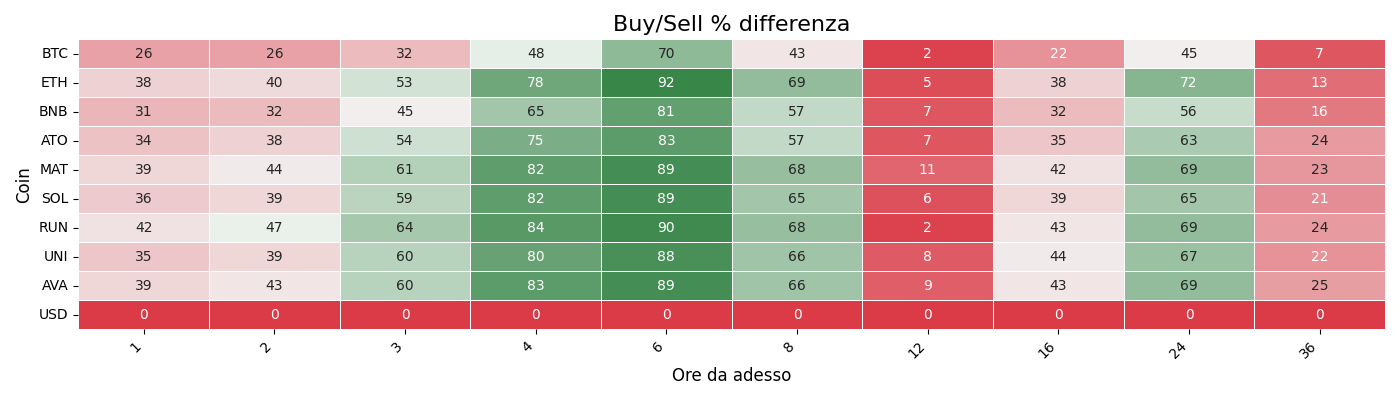 Buy/Sell % differenza
BTC 26 26 32 48 70 43 2 22 45 7
ETH 38 40 53 78 92 69 5 38 72 13
BNB 31 32 45 65 81 57 7 32 56 16
ATO 34 38 54 75 83 57 7 35 63 24
MAT 39 44 61 82 89 68 11 42 69 23
SOL 36 39 59 82 89 65 6 39 65 21
RUN 42 47 64 84 90 68 2 43 69 24
UNI 35 39 60 80 88 66 8 44 67 22
AVA 39 43 60 83 89 66 9 43 69 25
USD 0 0 0 0 0 0 0 0 0 0
Coin
1 2 3 4 6 8 12 16 24 36
Ore da adesso